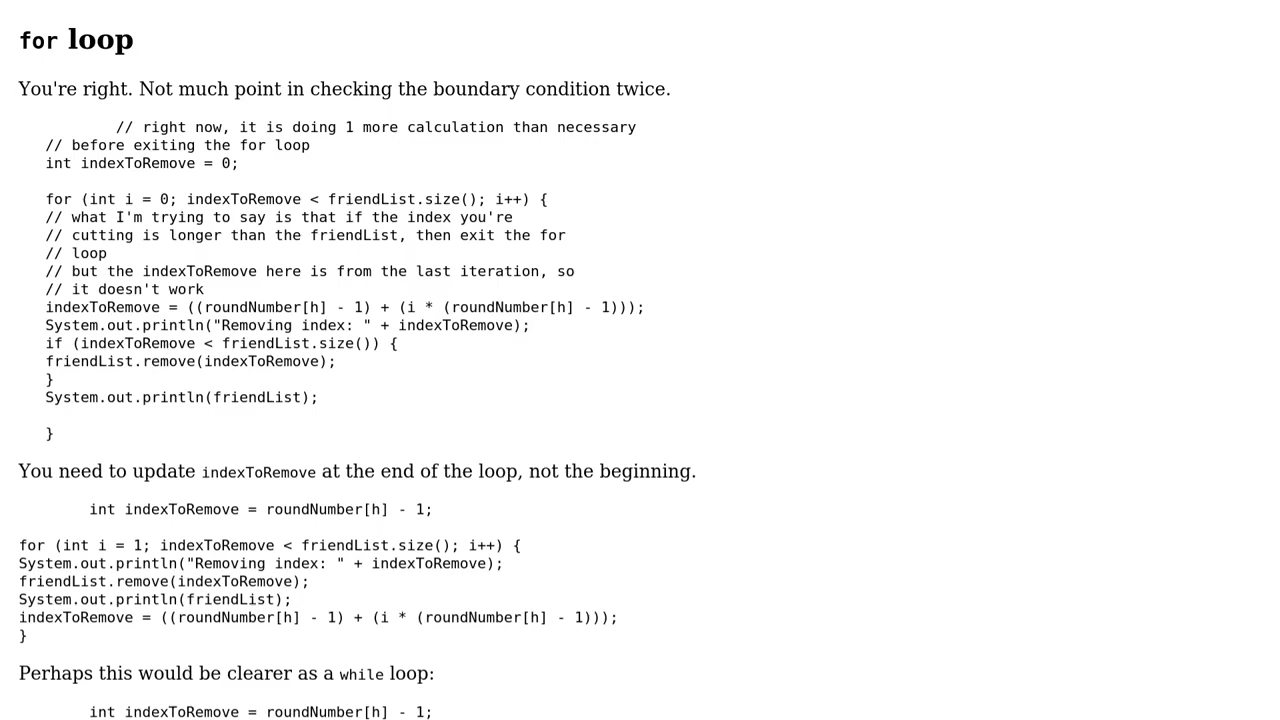 for loop
You're right. Not much point in checking the boundary condition twice.
// right now, it is doing 1 more calculation than necessary
// before exiting the for loop
int indexToRemove = 0;
for (int i = 0; indexToRemove < friendList.size(); i++) {
// what I'm trying to say is that if the index you're
// cutting is longer than the friendList, then exit the for
// loop
// but the indexToRemove here is from the last iteration, so
// it doesn't work
indexToRemove = ((roundNumber[h] - 1) + (i * (roundNumber[h] - 1)));
System.out.println("Removing index: " + indexToRemove);
if (indexToRemove < friendList.size()) {
friendList.remove(indexToRemove);
}
System.out.println(friendList);
}
You need to update indexToRemove at the end of the loop, not the beginning.
int indexToRemove = roundNumber[h] - 1;
for (int i = 1; indexToRemove < friendList.size(); i++) {
System.out.println("Removing index: " + indexToRemove);
friendList.remove(indexToRemove);
System.out.println(friendList);
indexToRemove = ((roundNumber[h] - 1) + (i * (roundNumber[h] - 1)));
}
Perhaps this would be clearer as a while loop:
int indexToRemove = roundNumber[h] - 1;